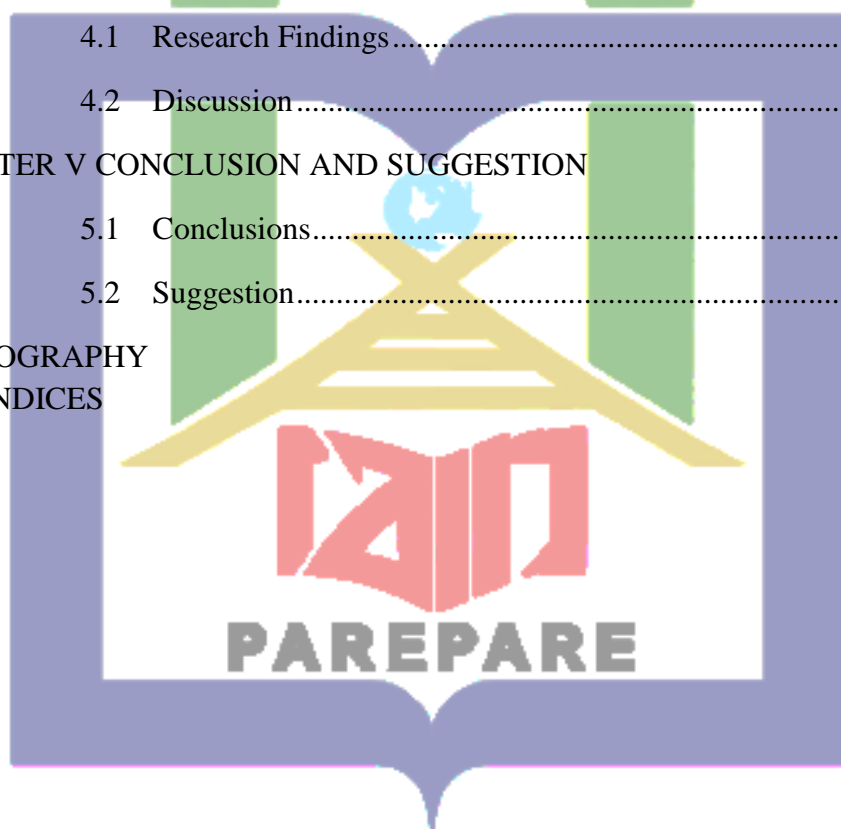 4.1 Research Findings
4.2 Discussion
TER V CONCLUSION AND SUGGESTION
5.1 Conclusions
5.2 Suggestion
OGRAPHY
NDICES
iain
PAREPARE